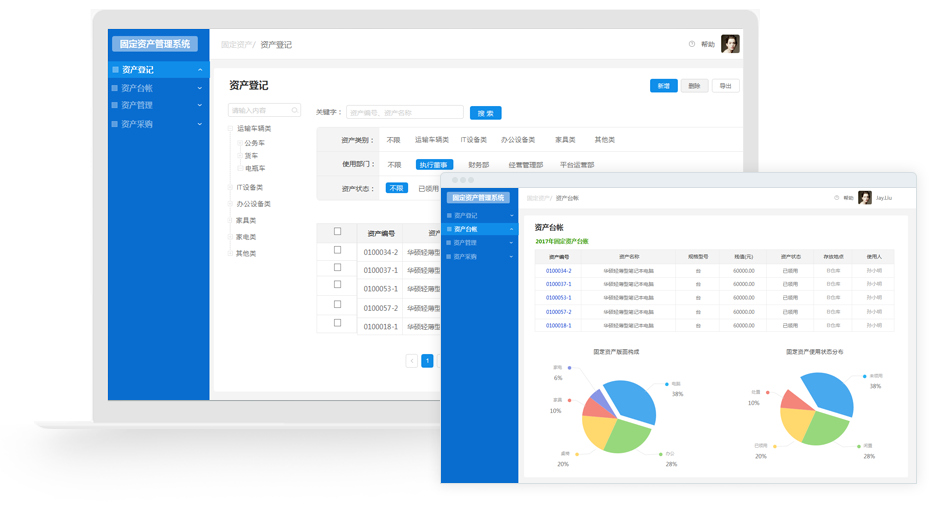 固定资产管理系统
资产登记
资产台帐
资产管理
资产采购
固定资产/ 资产登记
帮助
资产登记
新增
删除
导出
请输入内容
关键字：
资产编号、资产名称
搜 索
运输车辆类
公务车
货车
电瓶车
IT设备类
办公设备类
家具类
家电类
其他类
资产类别： 不限 运输车辆类 IT设备类 办公设备类 家具类 其他类
使用部门： 不限 执行董事 财务部 经营管理部 平台运营部
资产状态： 不限 已领用
资产编号
0100034-2 华硕轻薄型
0100037-1 华硕轻薄型
0100053-1 华硕轻薄型
0100057-2 华硕轻薄型
0100018-1 华硕轻薄型
< 1
固定资产管理系统
资产登记
资产台帐
资产管理
资产采购
固定资产/ 资产台帐
帮助
Jay.Liu
资产台帐
2017年固定资产台帐
资产编号 资产名称 规格型号 残值(元) 资产状态 存放地点 使用人
0100034-2 华硕轻薄型笔记本电脑 台 60000.00 已领用 B仓库 孙小明
0100037-1 华硕轻薄型笔记本电脑 台 60000.00 已领用 B仓库 孙小明
0100053-1 华硕轻薄型笔记本电脑 台 60000.00 已领用 B仓库 孙小明
0100057-2 华硕轻薄型笔记本电脑 台 60000.00 已领用 B仓库 孙小明
0100018-1 华硕轻薄型笔记本电脑 台 60000.00 已领用 B仓库 孙小明
固定资产版面构成
家电
6%
家具
10%
20%
电脑
38%
办公
28%
固定资产使用状态分布
38%
10%
已领用
20%
闲置
28%